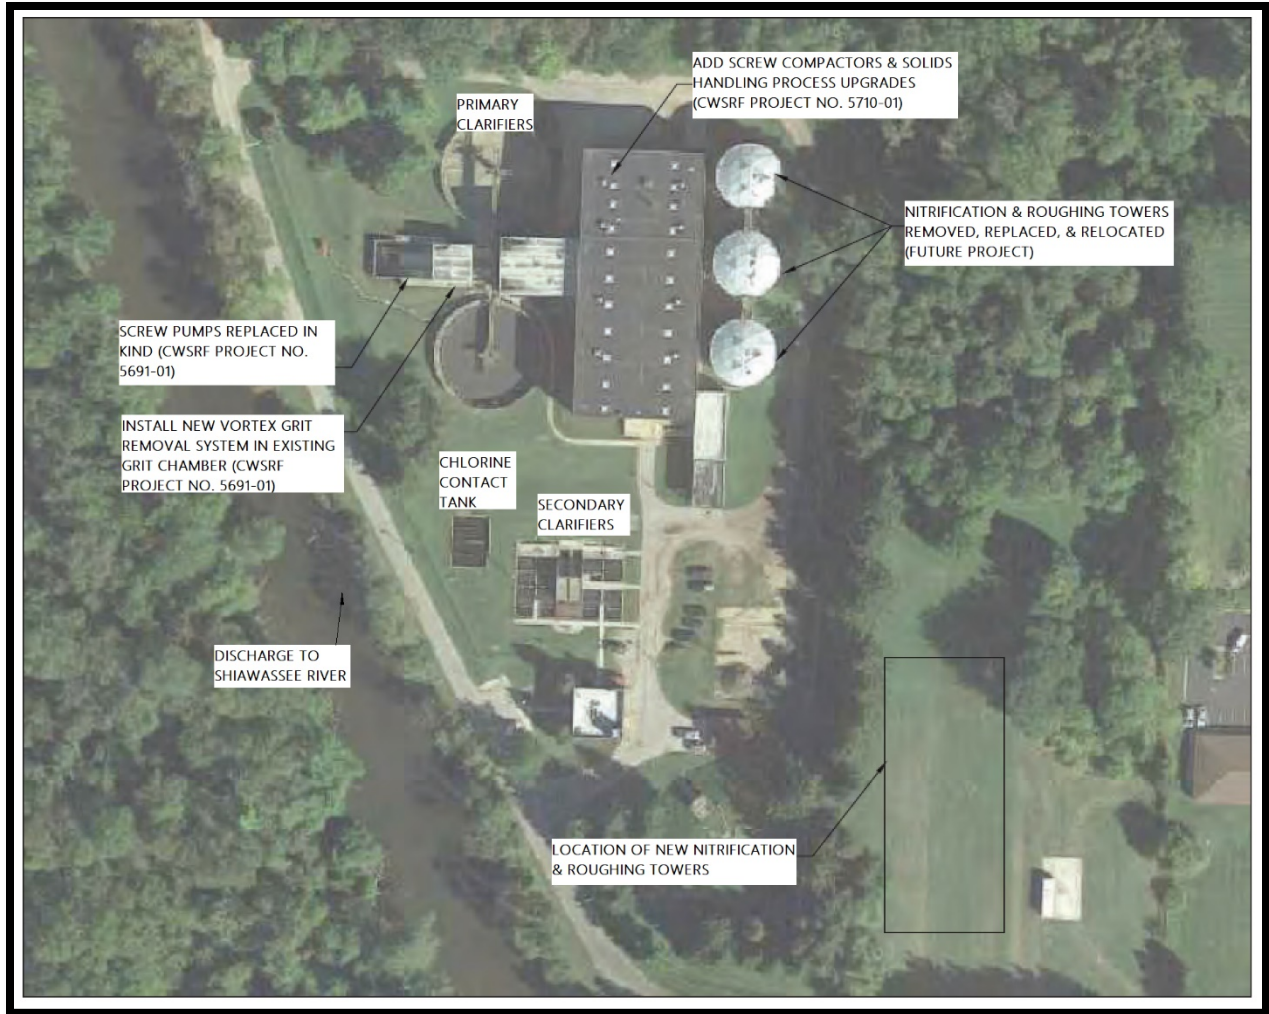 ADD SCREW COMPACTORS & SOLIDS
HANDLING PROCESS UPGRADES
(CWSRF PROJECT NO. 5710-01)
PRIMARY
CLARIFIERS
NITRIFICATION & ROUGHING TOWERS
REMOVED, REPLACED, & RELOCATED
(FUTURE PROJECT)
SCREW PUMPS REPLACED IN
KIND (CWSRF PROJECT NO.
5691-01)
INSTALL NEW VORTEX GRIT
REMOVAL SYSTEM IN EXISTING
GRIT CHAMBER (CWSRF
PROJECT NO. 5691-01)
CHLORINE
CONTACT
TANK
SECONDARY
CLARIFIERS
DISCHARGE TO
SHIAWASSEE RIVER
LOCATION OF NEW NITRIFICATION
& ROUGHING TOWERS